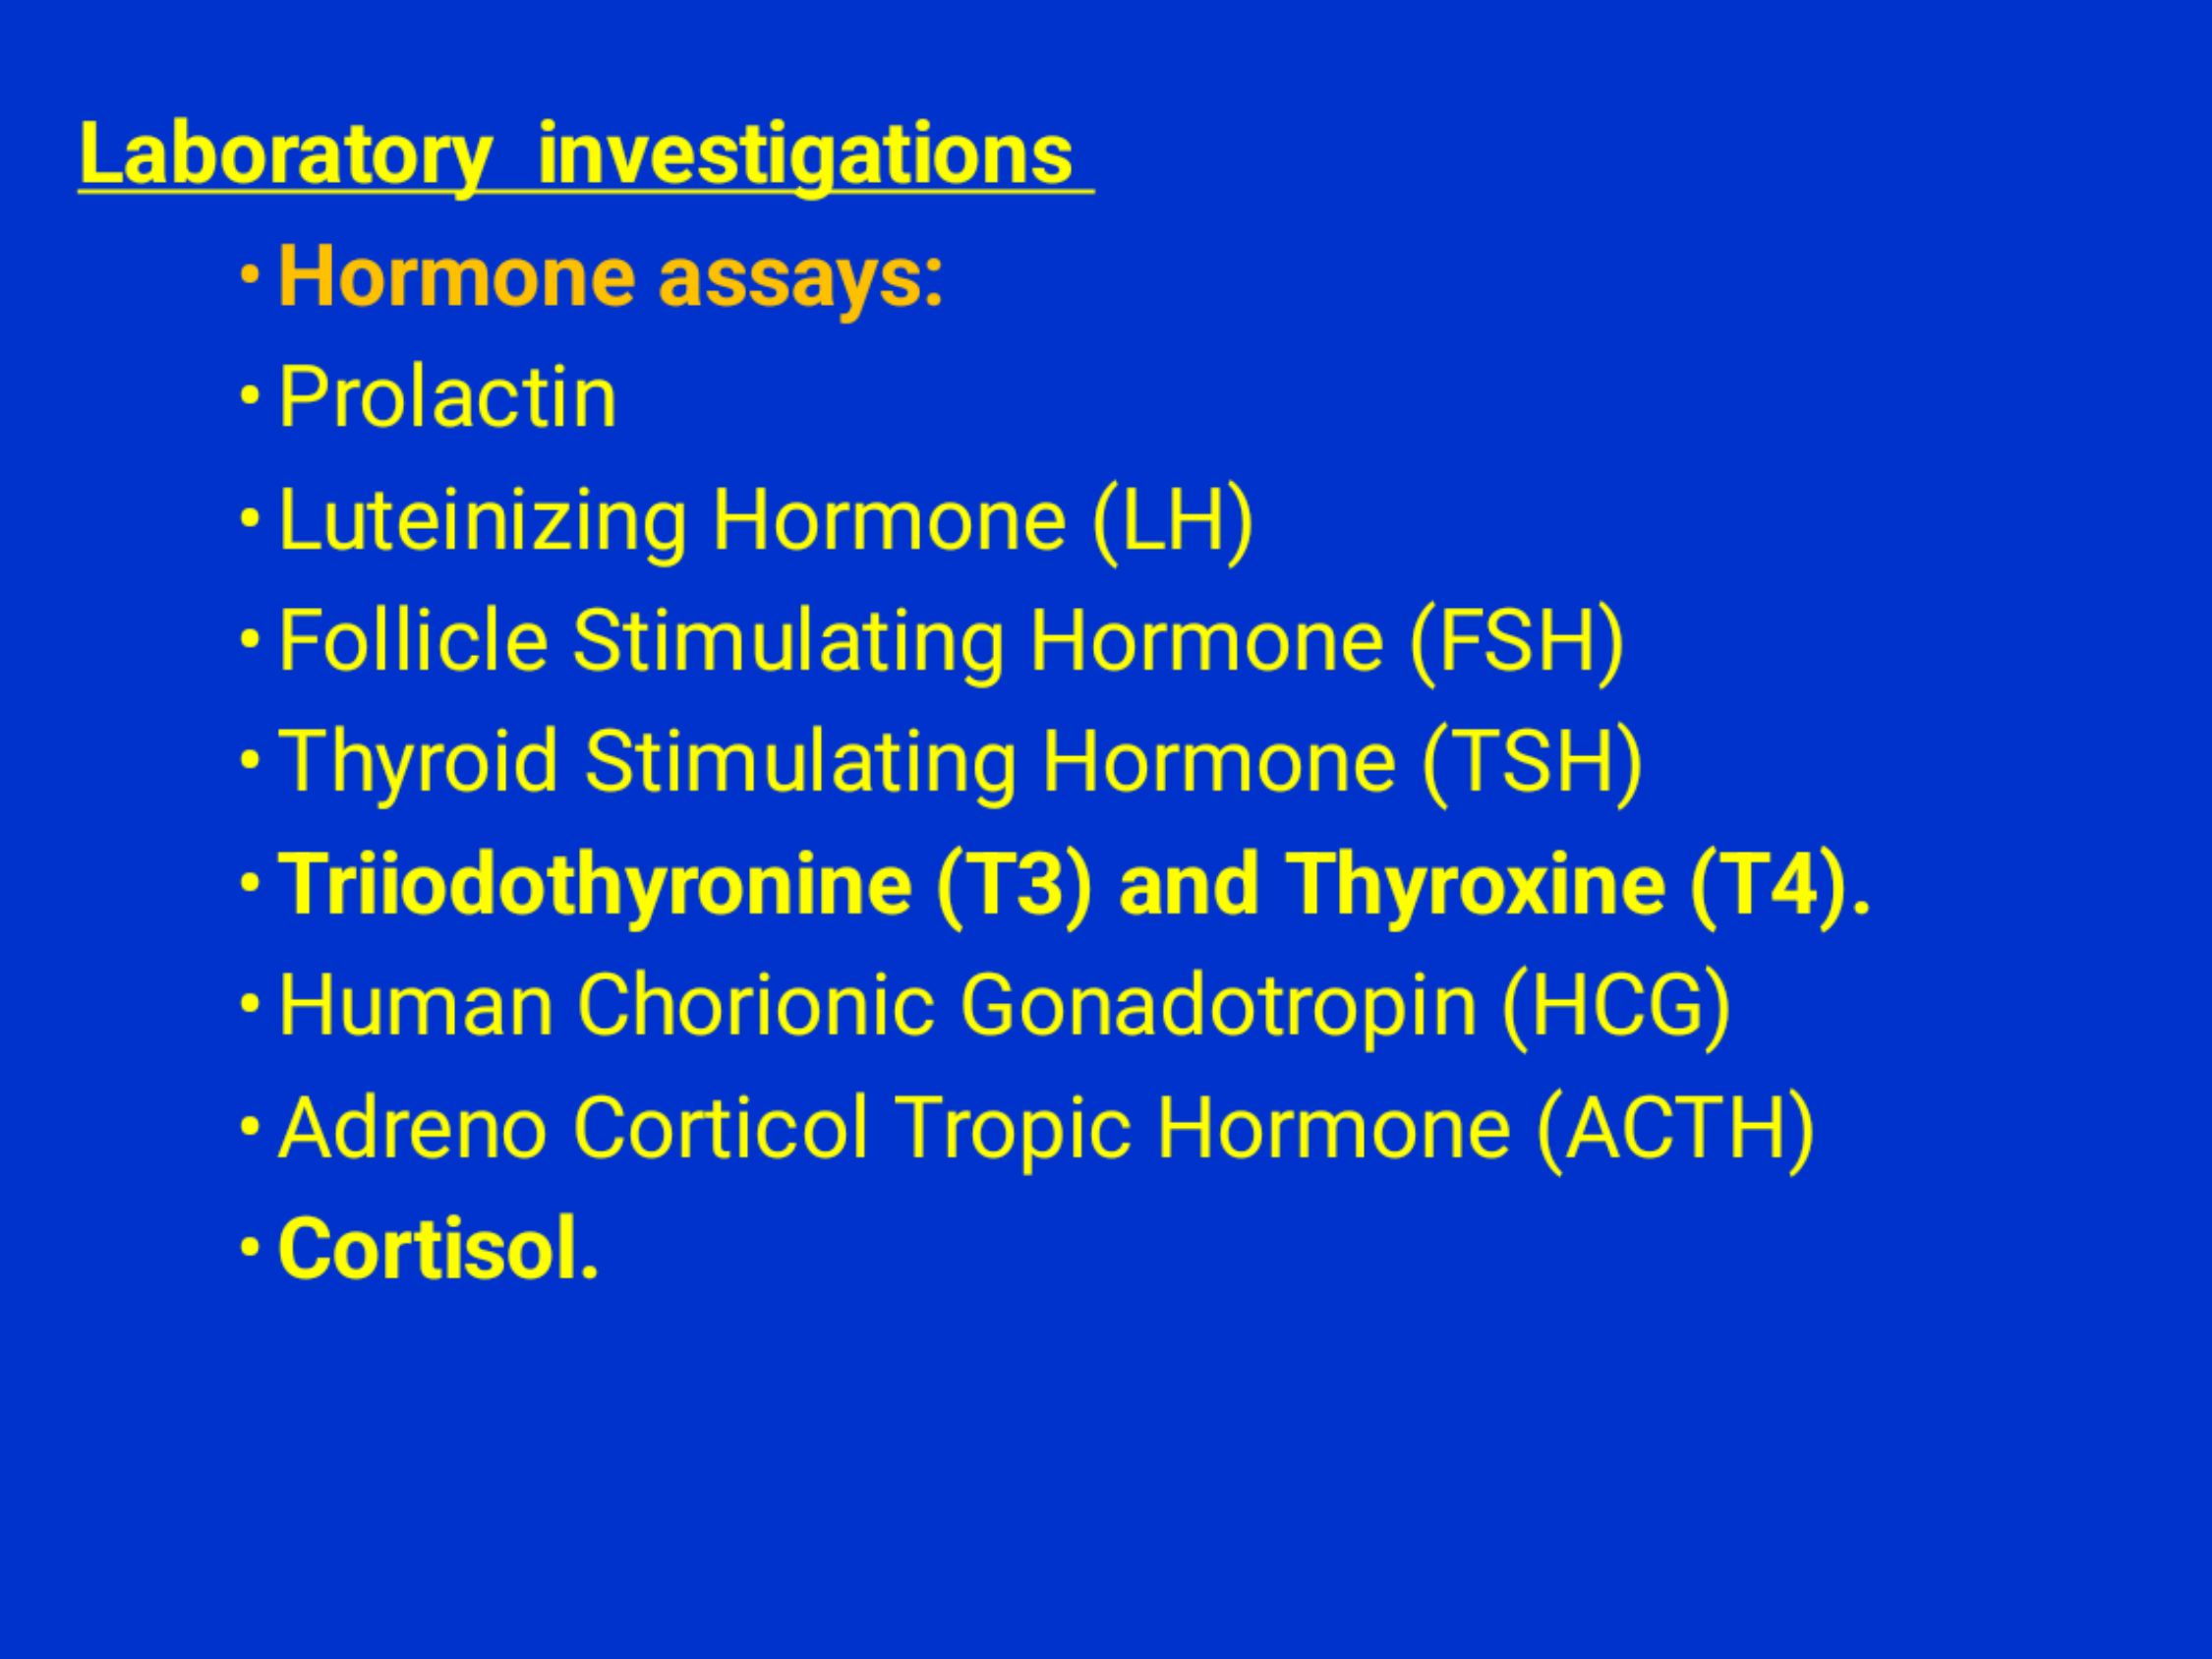 Laboratory  investigations
• Hormone assays:
• Prolactin
• Luteinizing Hormone (LH)
• Follicle Stimulating Hormone (FSH)
• Thyroid Stimulating Hormone (TSH)
• Triiodothyronine (T3) and Thyroxine (T4).
• Human Chorionic Gonadotropin (HCG)
• Adreno Corticol Tropic Hormone (ACTH)
• Cortisol.